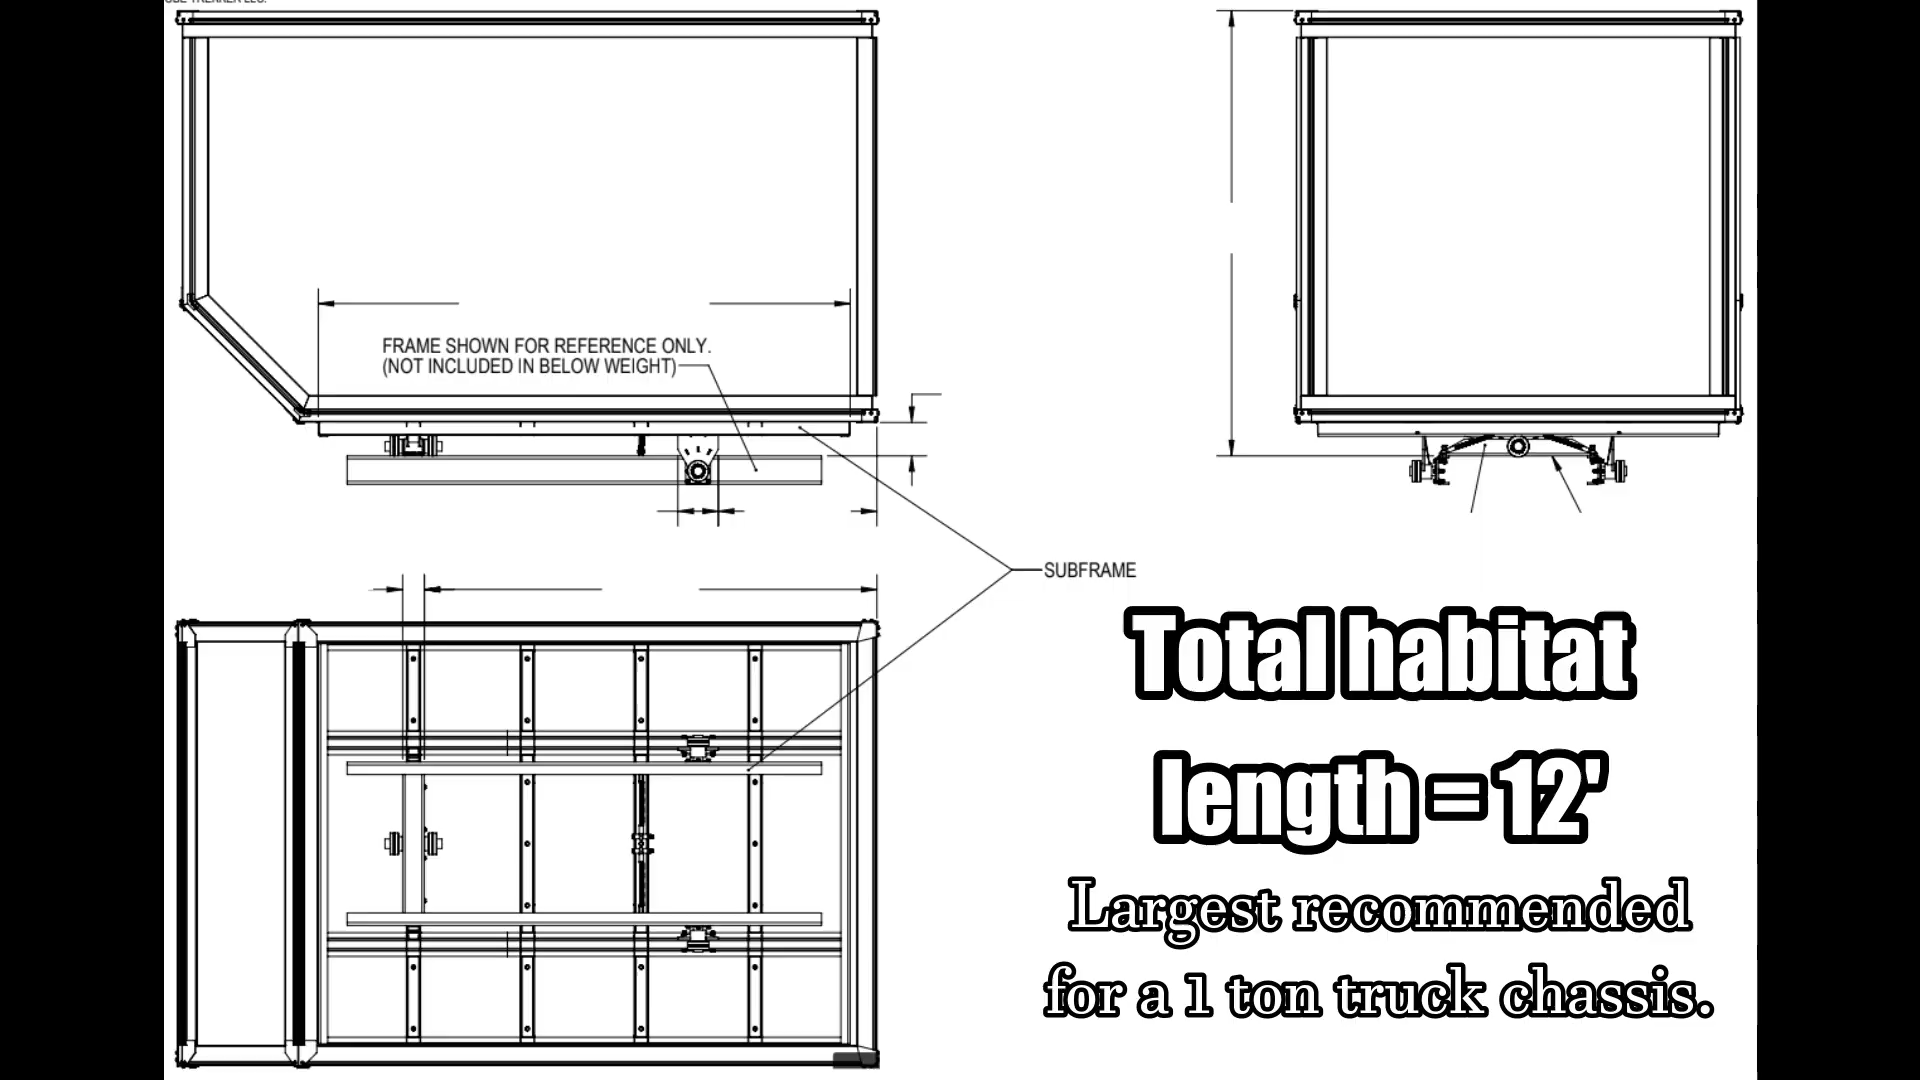 FRAME SHOWN FOR REFERENCE ONLY.
(NOT INCLUDED IN BELOW WEIGHT)
SUBFRAME
Total habitat
length = 12'
Largest recommended
for a 1 ton truck chassis.